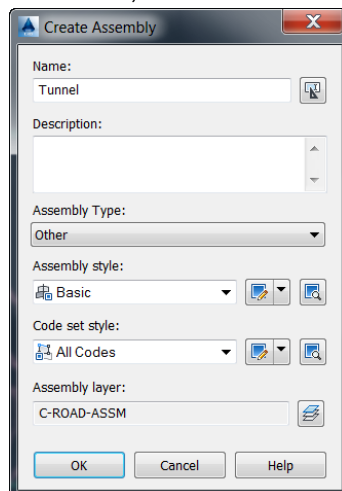 Create Assembly
Name:
Tunnel
Description:
Assembly Type:
Other
Assembly style:
Basic
Code set style:
All Codes
Assembly layer:
C-ROAD-ASSM
OK Cancel Help